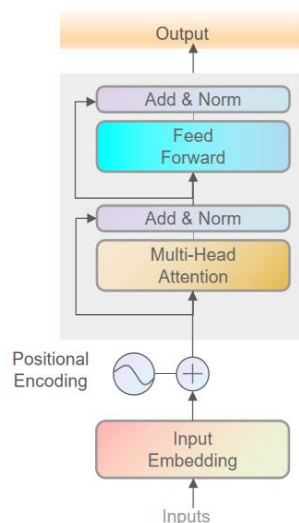 Output
Add & Norm
Feed
Forward
Add & Norm
Multi-Head
Attention
Positional
Encoding
Input
Embedding
Inputs